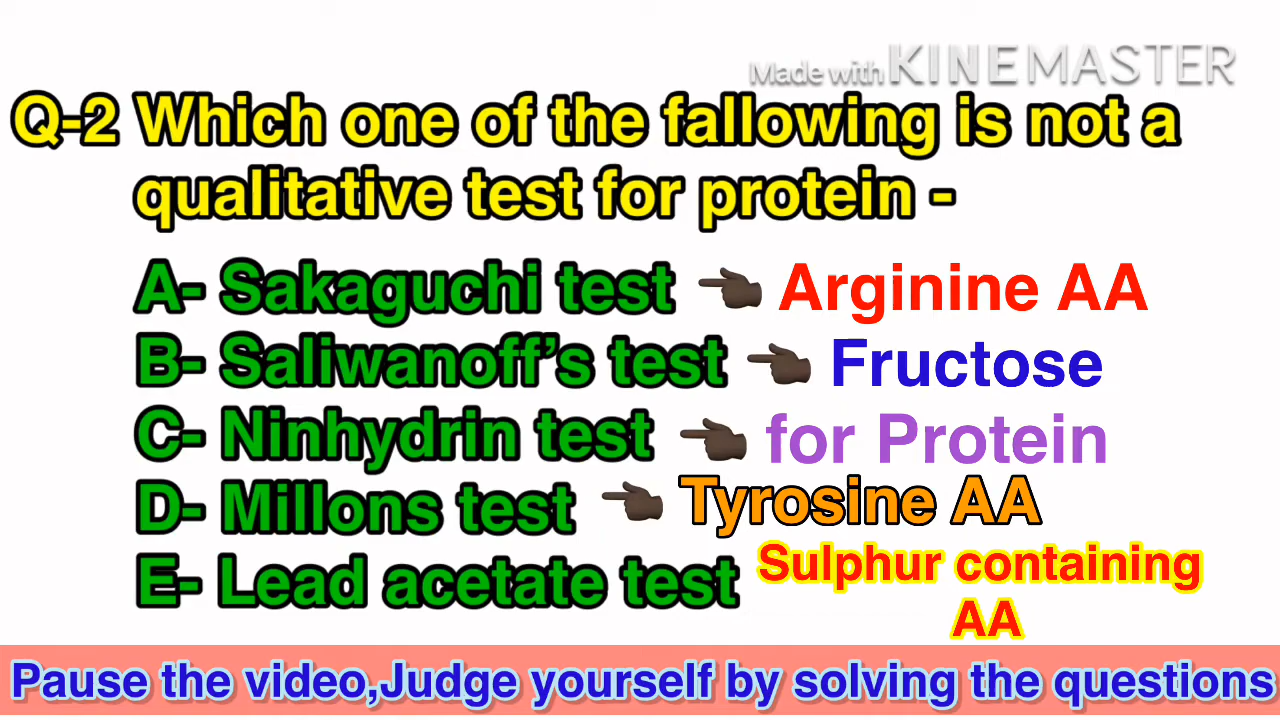 Made with KINEMASTER
Q-2 Which one of the fallowing is not a
qualitative test for protein -
A- Sakaguchi test 👈🏿 Arginine AA
B- Saliwanoff's test 👈🏿 Fructose
C- Ninhydrin test 👈🏿 for Protein
D- Millons test 👈🏿 Tyrosine AA
E- Lead acetate test Sulphur containing
AA
Pause the video,Judge yourself by solving the questions